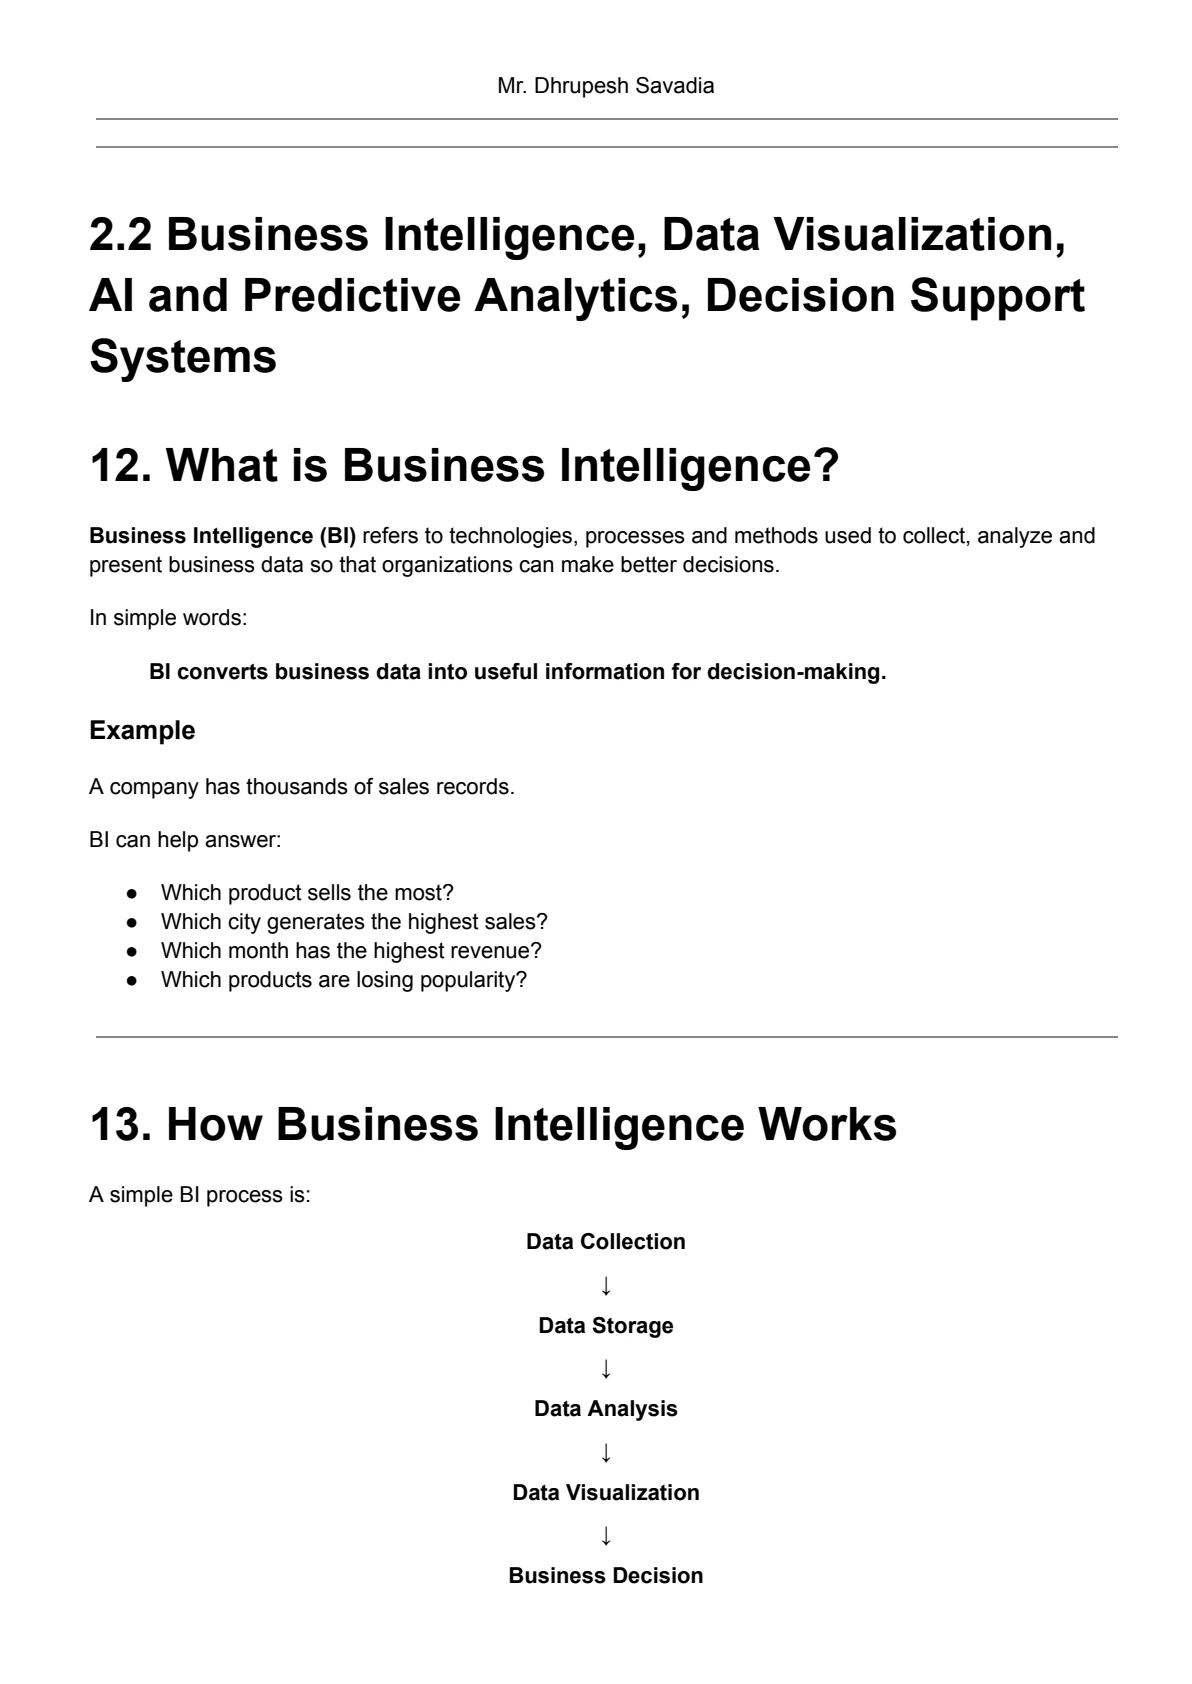 Mr. Dhrupesh Savadia
2.2 Business Intelligence, Data Visualization,
AI and Predictive Analytics, Decision Support
Systems
12. What is Business Intelligence?
Business Intelligence (BI) refers to technologies, processes and methods used to collect, analyze and
present business data so that organizations can make better decisions.
In simple words:
BI converts business data into useful information for decision-making.
Example
A company has thousands of sales records.
BI can help answer:
● Which product sells the most?
● Which city generates the highest sales?
● Which month has the highest revenue?
● Which products are losing popularity?
13. How Business Intelligence Works
A simple BI process is:
Data Collection
↓
Data Storage
↓
Data Analysis
↓
Data Visualization
↓
Business Decision